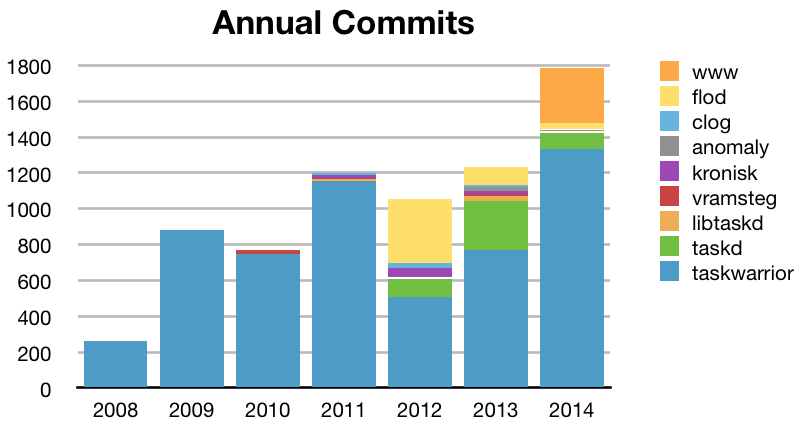 Annual Commits
1800
1600
1400
1200
1000
800
600
400
200
0
2008 2009 2010 2011 2012 2013 2014
www
flod
clog
anomaly
kronisk
vramsteg
libtaskd
taskd
taskwarrior